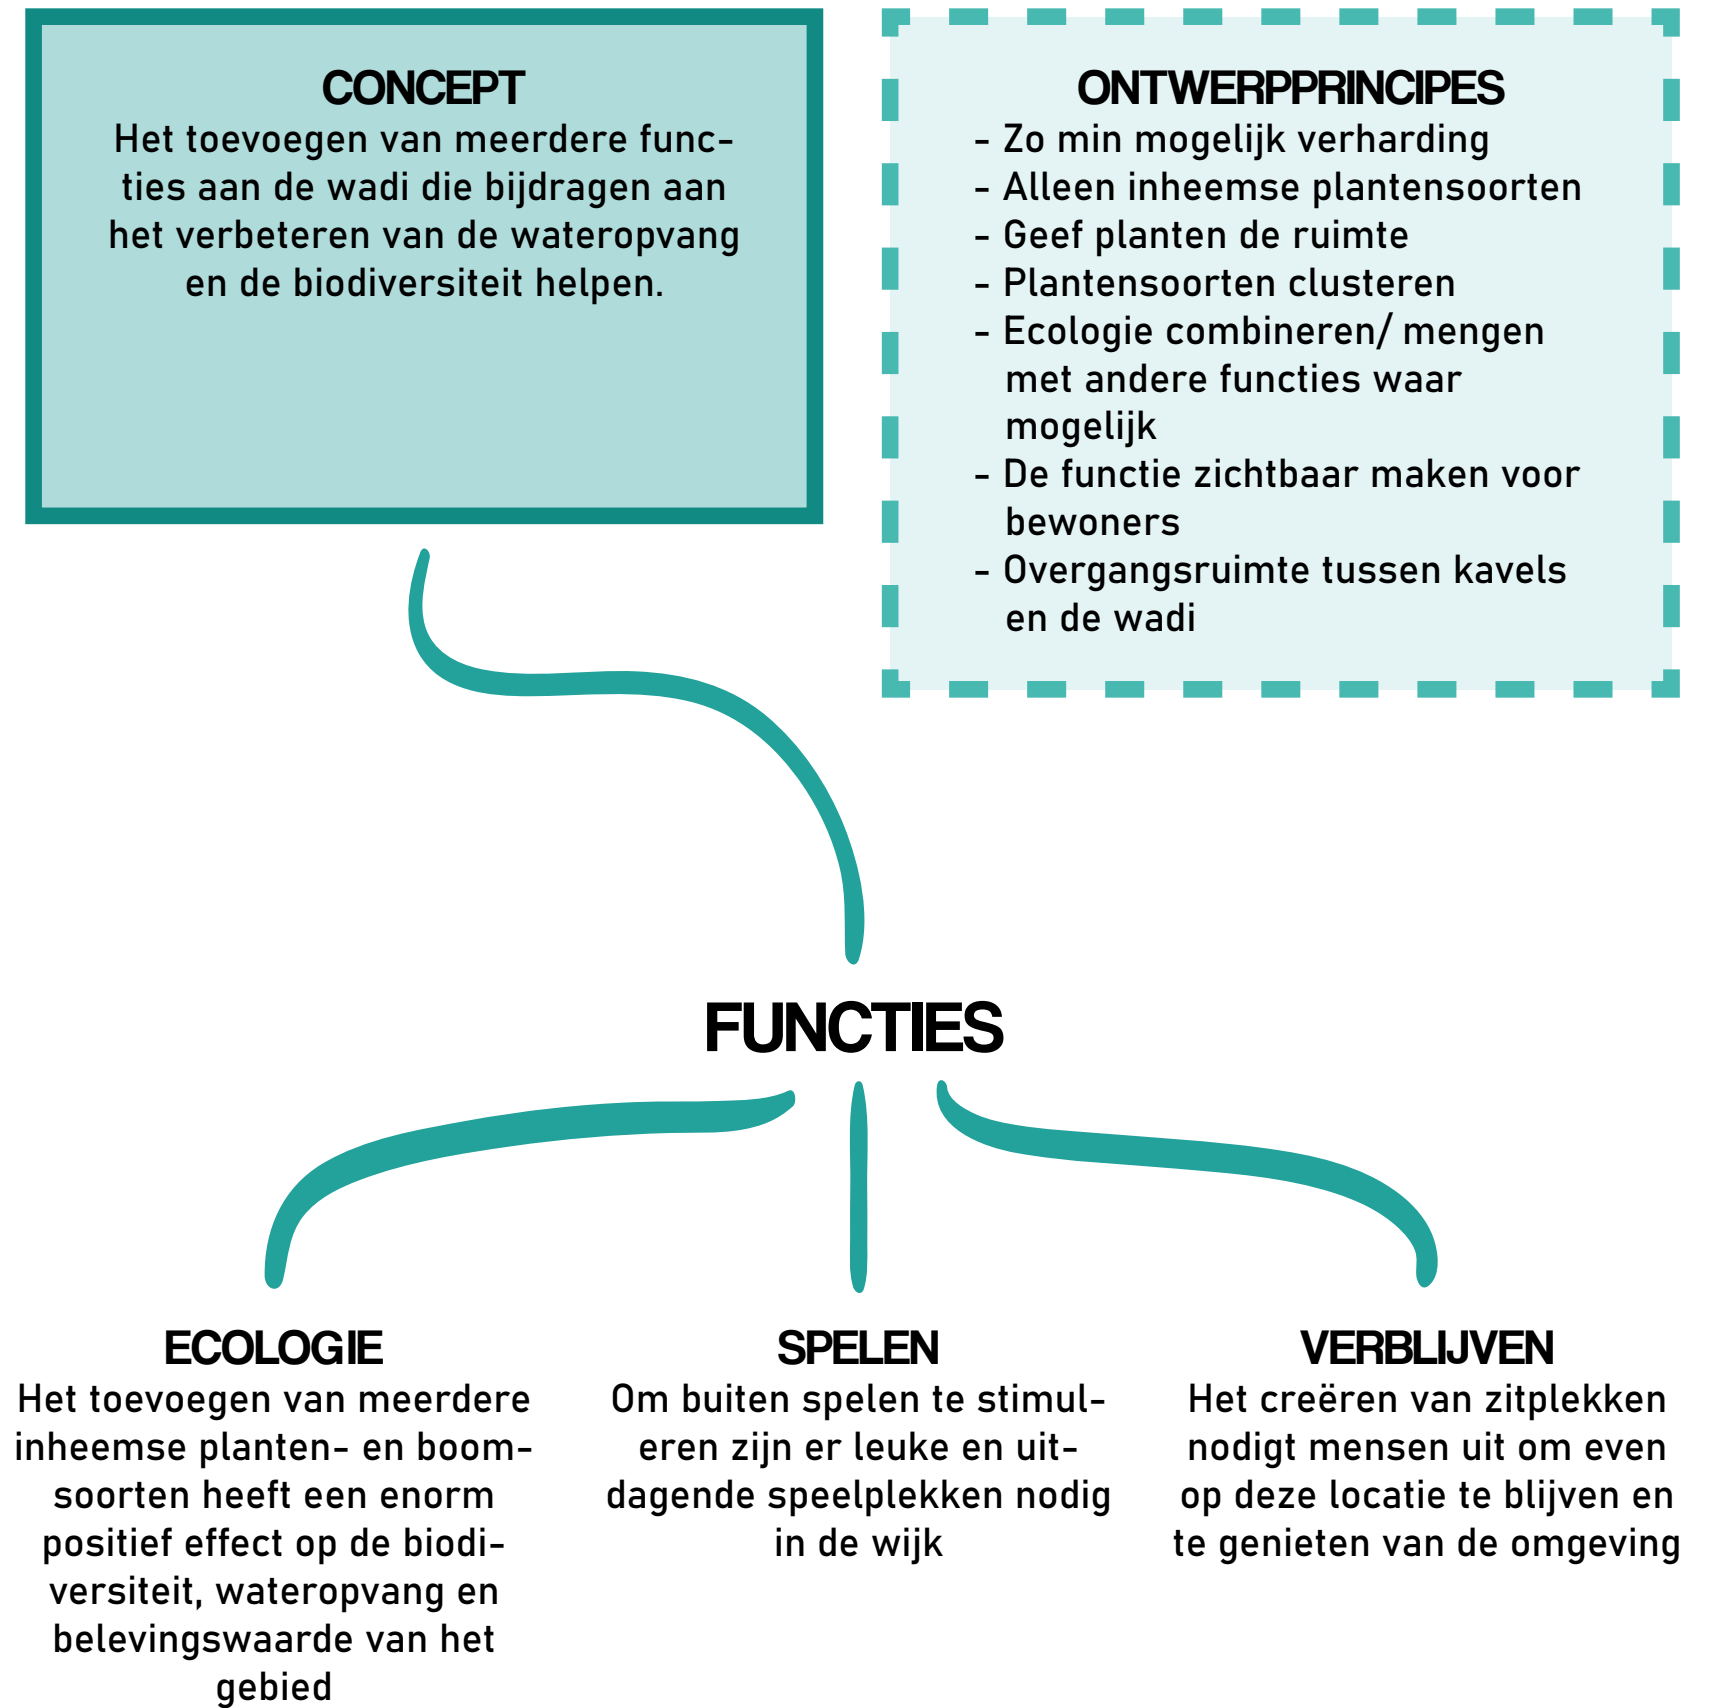 CONCEPT
Het toevoegen van meerdere func-
ties aan de wadi die bijdragen aan
het verbeteren van de wateropvang
en de biodiversiteit helpen.
ONTWERPPRINCIPES
- Zo min mogelijk verharding
- Alleen inheemse plantensoorten
- Geef planten de ruimte
- Plantensoorten clusteren
- Ecologie combineren/ mengen
met andere functies waar
mogelijk
- De functie zichtbaar maken voor
bewoners
- Overgangsruimte tussen kavels
en de wadi
FUNCTIES
ECOLOGIE
Het toevoegen van meerdere
inheemse planten- en boom-
soorten heeft een enorm
positief effect op de biodi-
versiteit, wateropvang en
belevingswaarde van het
gebied
SPELEN
Om buiten spelen te stimul-
eren zijn er leuke en uit-
dagende speelplekken nodig
in de wijk
VERBLIJVEN
Het creëren van zitplekken
nodigt mensen uit om even
op deze locatie te blijven en
te genieten van de omgeving